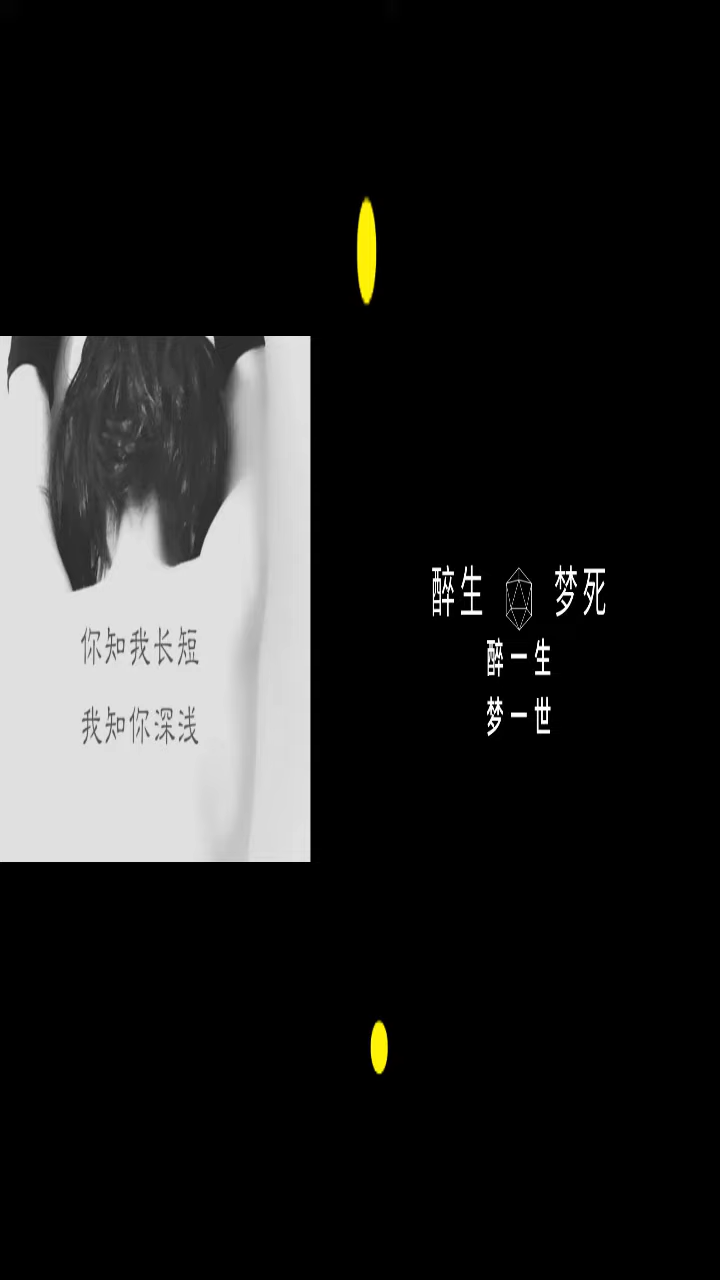 你知我长短
我知你深浅
醉生 梦死
醉一生
梦一世